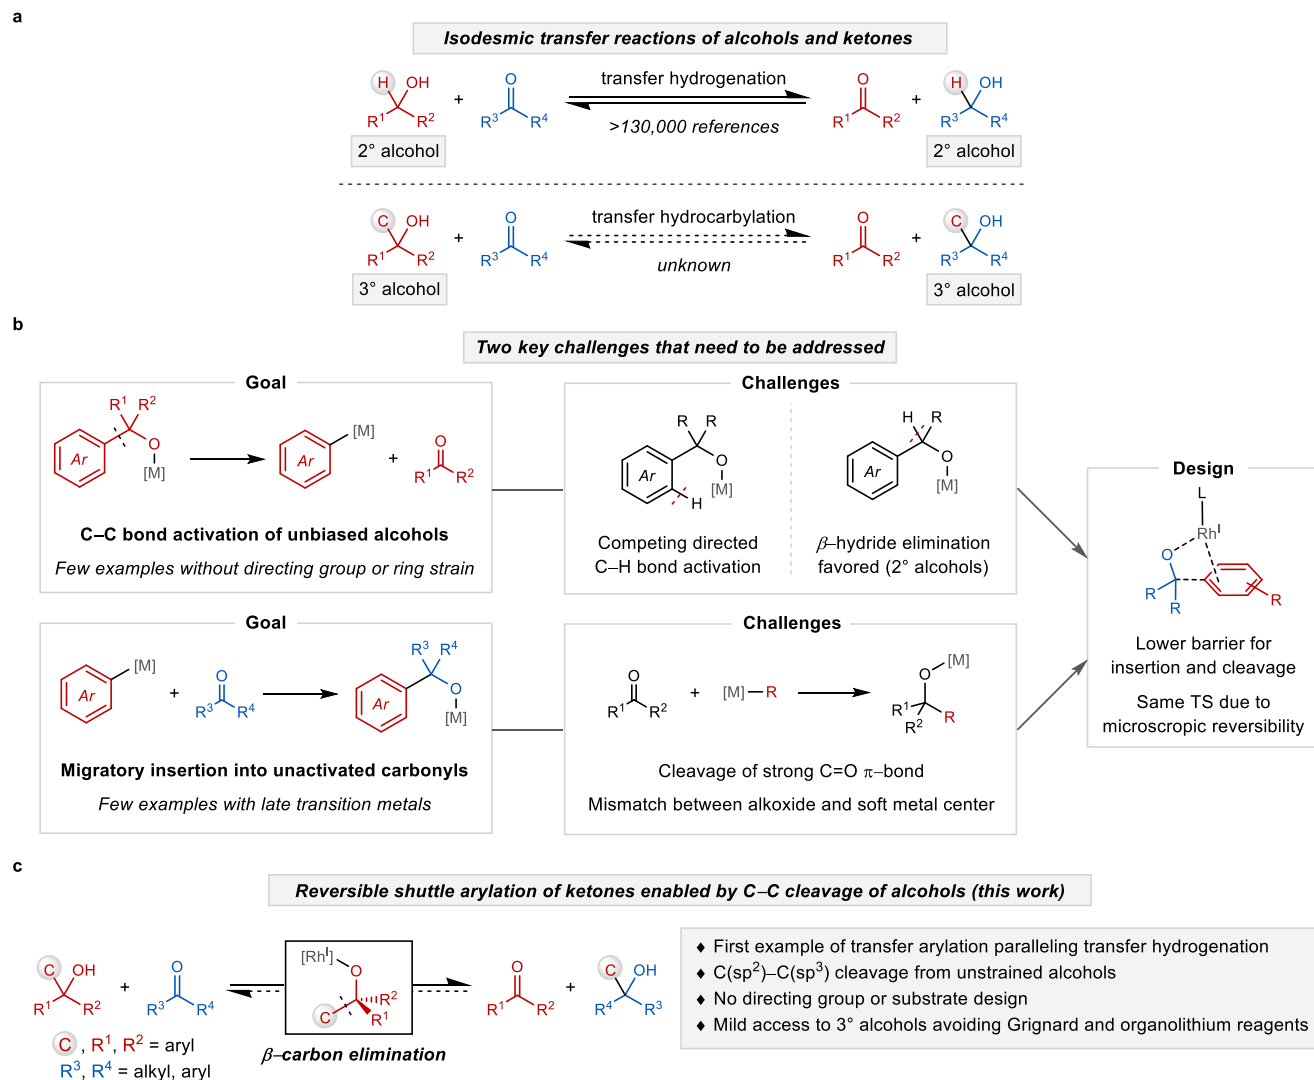 a
Isodesmic transfer reactions of alcohols and ketones
H OH
R¹ R²
2° alcohol
+
O
R³ R⁴
transfer hydrogenation
>130,000 references
O
R¹ R²
+
H OH
R³ R⁴
2° alcohol
C OH
R¹ R²
3° alcohol
+
O
R³ R⁴
transfer hydrocarbylation
unknown
O
R¹ R²
+
C OH
R³ R⁴
3° alcohol
b
Two key challenges that need to be addressed
Goal
R¹ R²
Ar
O
[M]
[M]
Ar
+
O
R¹ R²
C–C bond activation of unbiased alcohols
Few examples without directing group or ring strain
Challenges
R R
Ar
O
[M]
H
Competing directed
C–H bond activation
H R
Ar
O
[M]
β–hydride elimination
favored (2° alcohols)
Goal
[M]
Ar
+
O
R³ R⁴
R³ R⁴
Ar
O
[M]
Migratory insertion into unactivated carbonyls
Few examples with late transition metals
Challenges
O
R¹ R²
+
[M]—R
[M]
O
R¹
R² R
Cleavage of strong C=O π–bond
Mismatch between alkoxide and soft metal center
Design
L
Rhᴵ
O
R
R
R
Lower barrier for
insertion and cleavage
Same TS due to
microscropic reversibility
c
Reversible shuttle arylation of ketones enabled by C–C cleavage of alcohols (this work)
C OH
R¹ R²
+
O
R³ R⁴
C , R¹, R² = aryl
R³, R⁴ = alkyl, aryl
[Rhᴵ]
O
R²
C R¹
β–carbon elimination
O
R¹ R²
+
C OH
R⁴ R³
♦ First example of transfer arylation paralleling transfer hydrogenation
♦ C(sp²)–C(sp³) cleavage from unstrained alcohols
♦ No directing group or substrate design
♦ Mild access to 3° alcohols avoiding Grignard and organolithium reagents